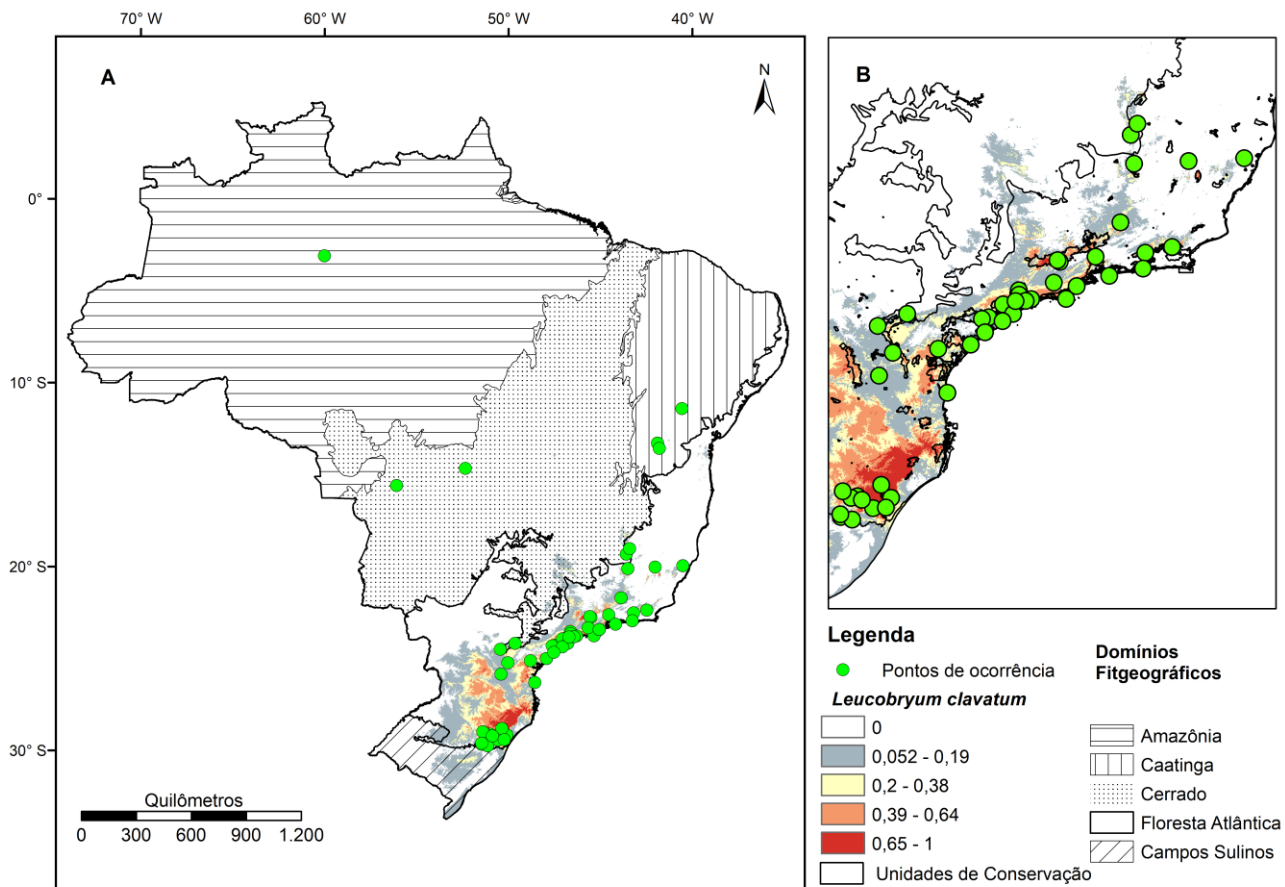 70° W 60° W 50° W 40° W
A
N
B
0°
10° S
20° S
30° S
Quilômetros
0 300 600 900 1.200
Legenda
Pontos de ocorrência
Leucobryum clavatum
0
0,052 - 0,19
0,2 - 0,38
0,39 - 0,64
0,65 - 1
Unidades de Conservação
Domínios
Fitgeográficos
Amazônia
Caatinga
Cerrado
Floresta Atlântica
Campos Sulinos